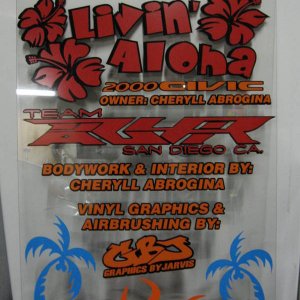 Livin'
Aloha
2000 CIVIC
OWNER: CHERYLL ABROGINA
TEAM
SAN DIEGO CA.
BODYWORK & INTERIOR BY:
CHERYLL ABROGINA
VINYL GRAPHICS &
AIRBRUSHING BY:
GBJ
GRAPHICS BY JARVIS